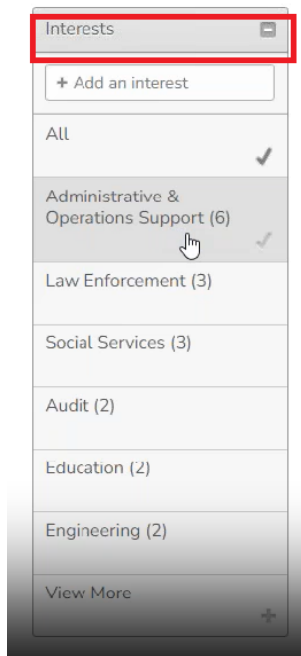 Interests
+ Add an interest
All
Administrative &
Operations Support (6)
Law Enforcement (3)
Social Services (3)
Audit (2)
Education (2)
Engineering (2)
View More